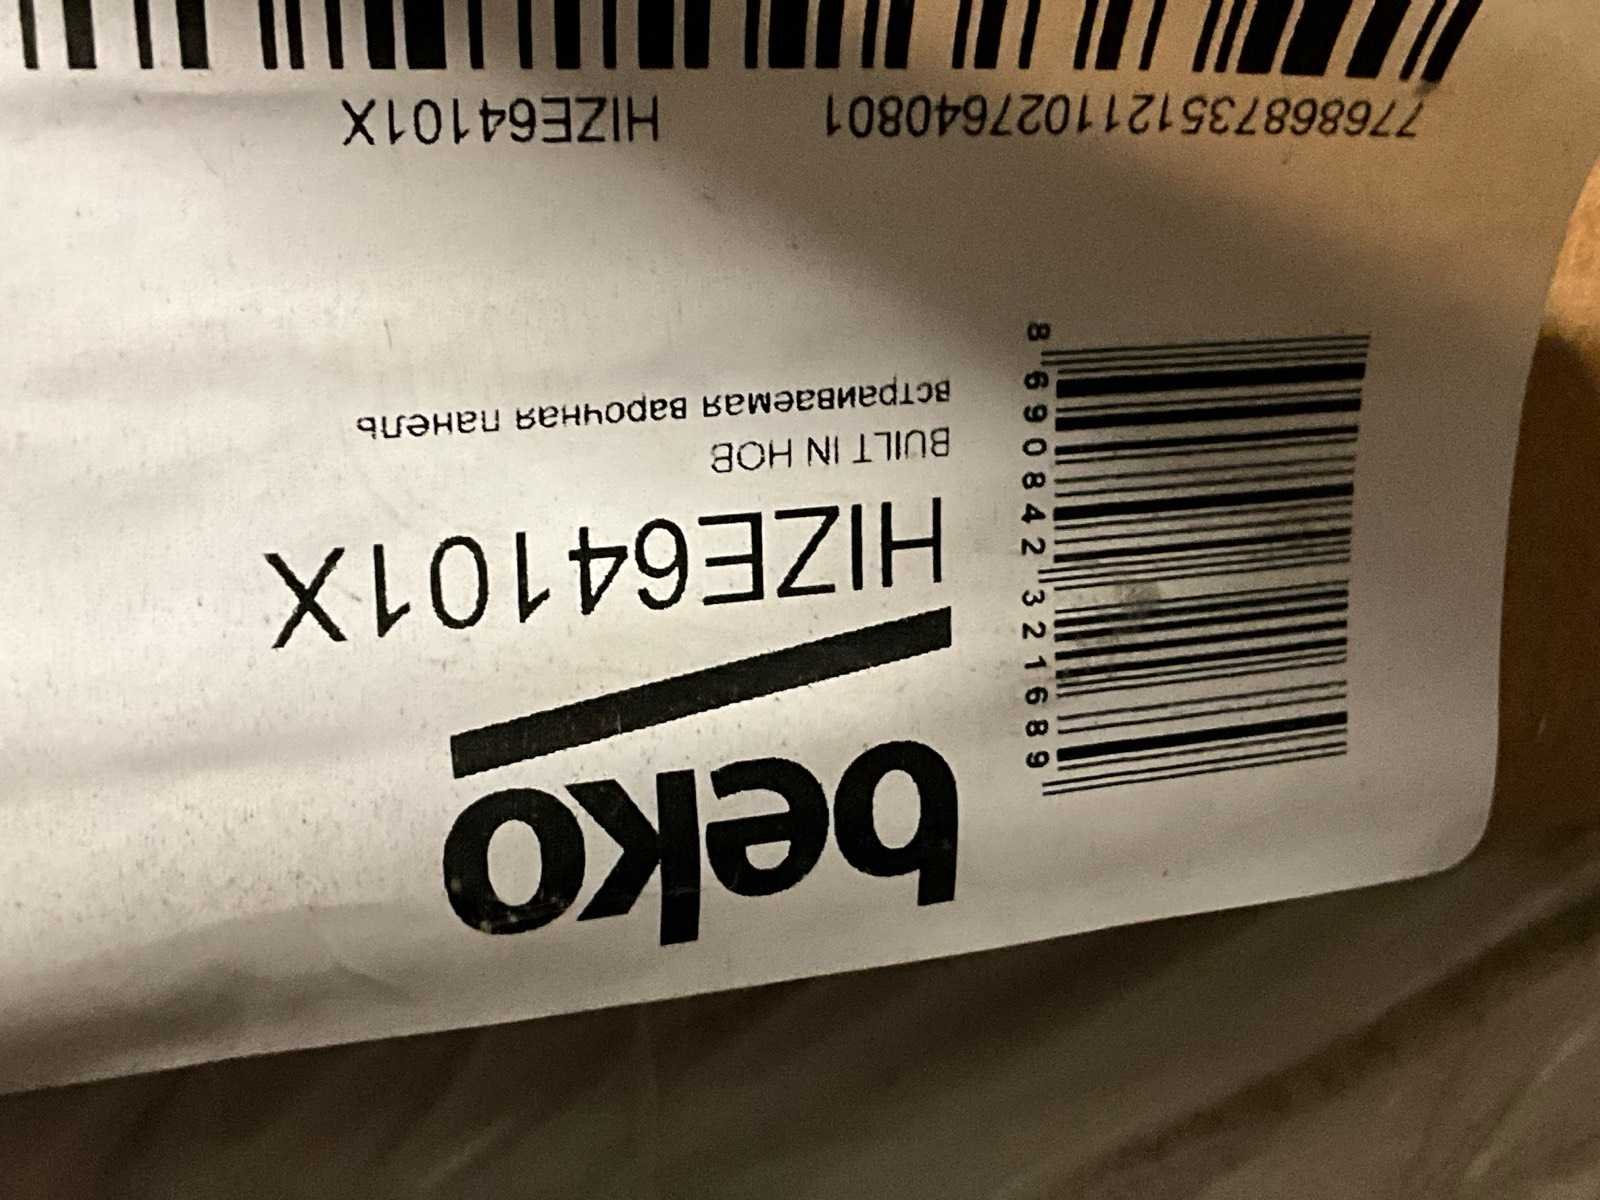 beko
HIZE64101X
BUILT IN HOB
встраиваемая варочная панель
8 690842 321689
7768687351211027640801 HIZE64101X